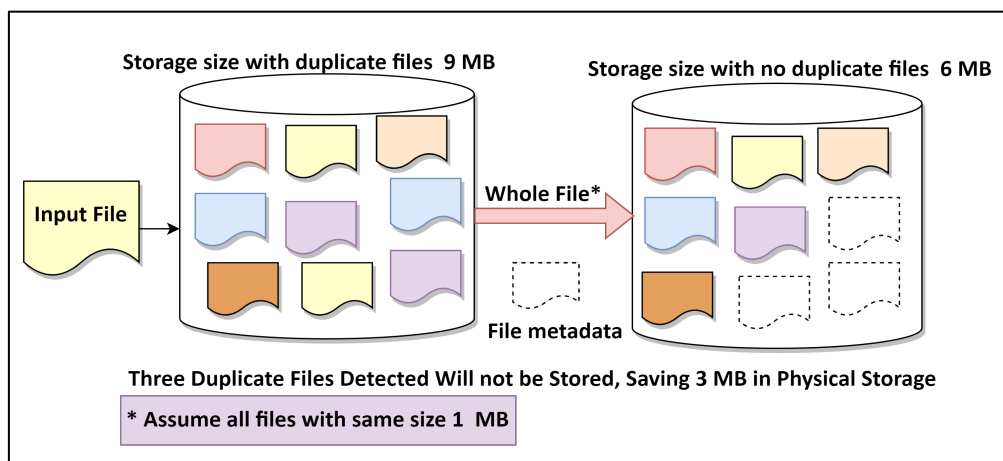 Storage size with duplicate files  9 MB
Storage size with no duplicate files  6 MB
Input File
Whole File*
File metadata
Three Duplicate Files Detected Will not be Stored, Saving 3 MB in Physical Storage
* Assume all files with same size 1  MB